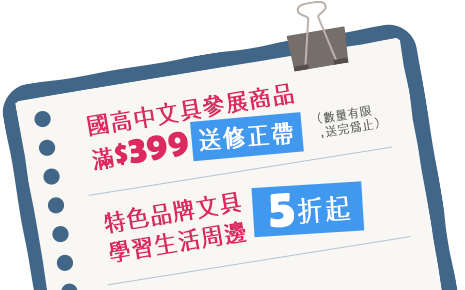 國高中文具參展商品
滿$399 送修正帶
(數量有限
,送完為止)
特色品牌文具
學習生活周邊
5折起